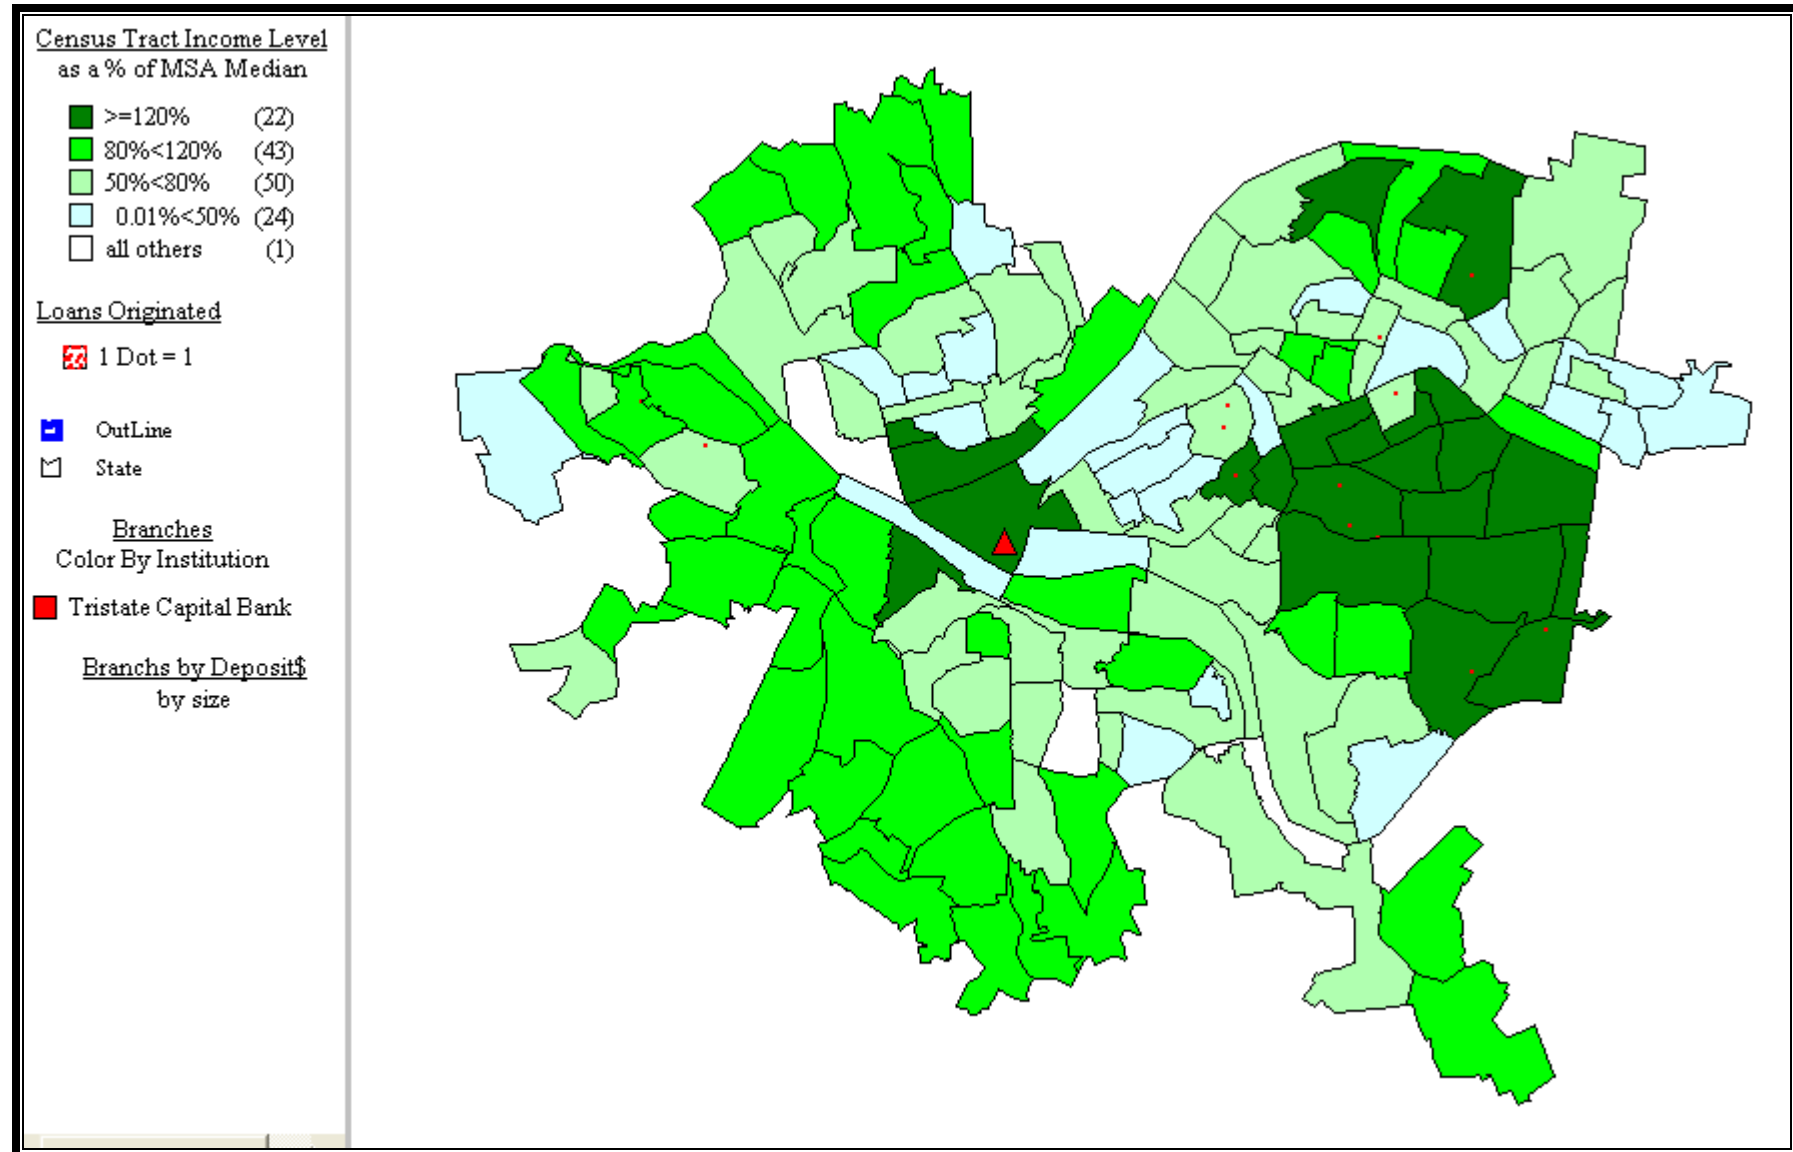 Census Tract Income Level
as a % of MSA Median
>=120% (22)
80%<120% (43)
50%<80% (50)
0.01%<50% (24)
all others (1)
Loans Originated
1 Dot = 1
OutLine
State
Branches
Color By Institution
Tristate Capital Bank
Branchs by Deposit$
by size